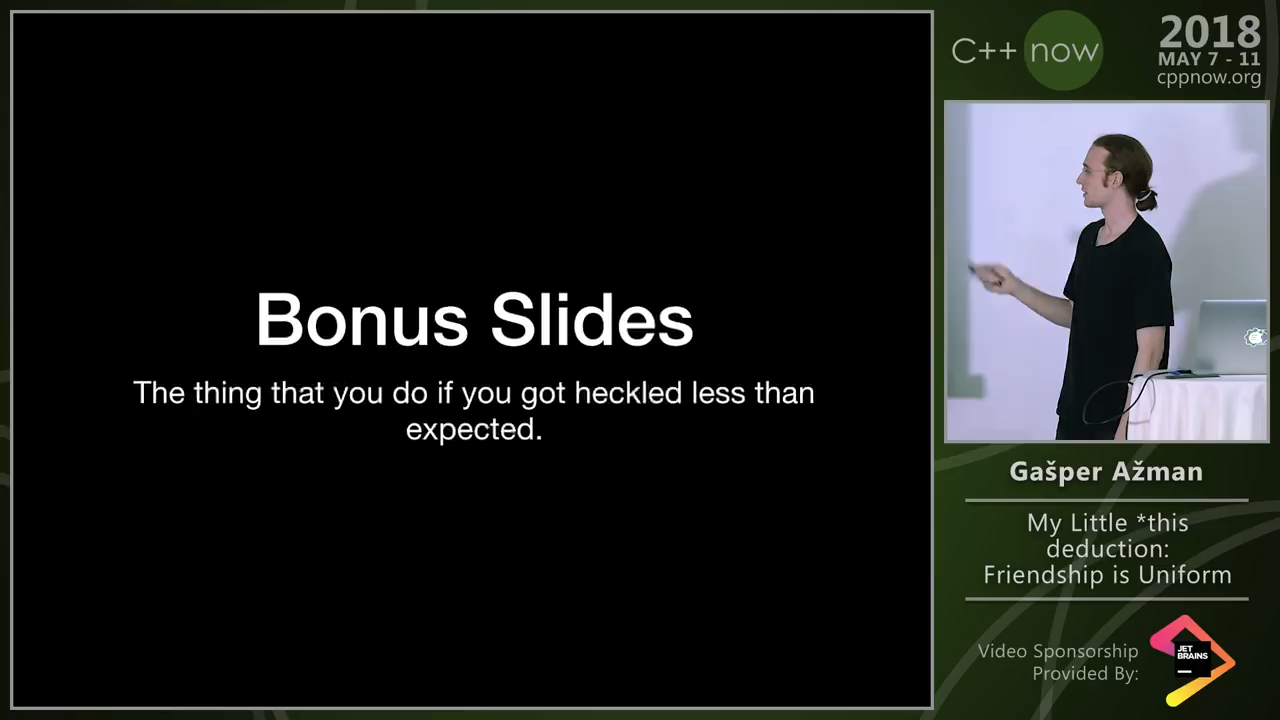 Bonus Slides
The thing that you do if you got heckled less than
expected.
C++ now
2018
MAY 7 - 11
cppnow.org
Gašper Ažman
My Little *this
deduction:
Friendship is Uniform
Video Sponsorship
Provided By:
JET
BRAINS